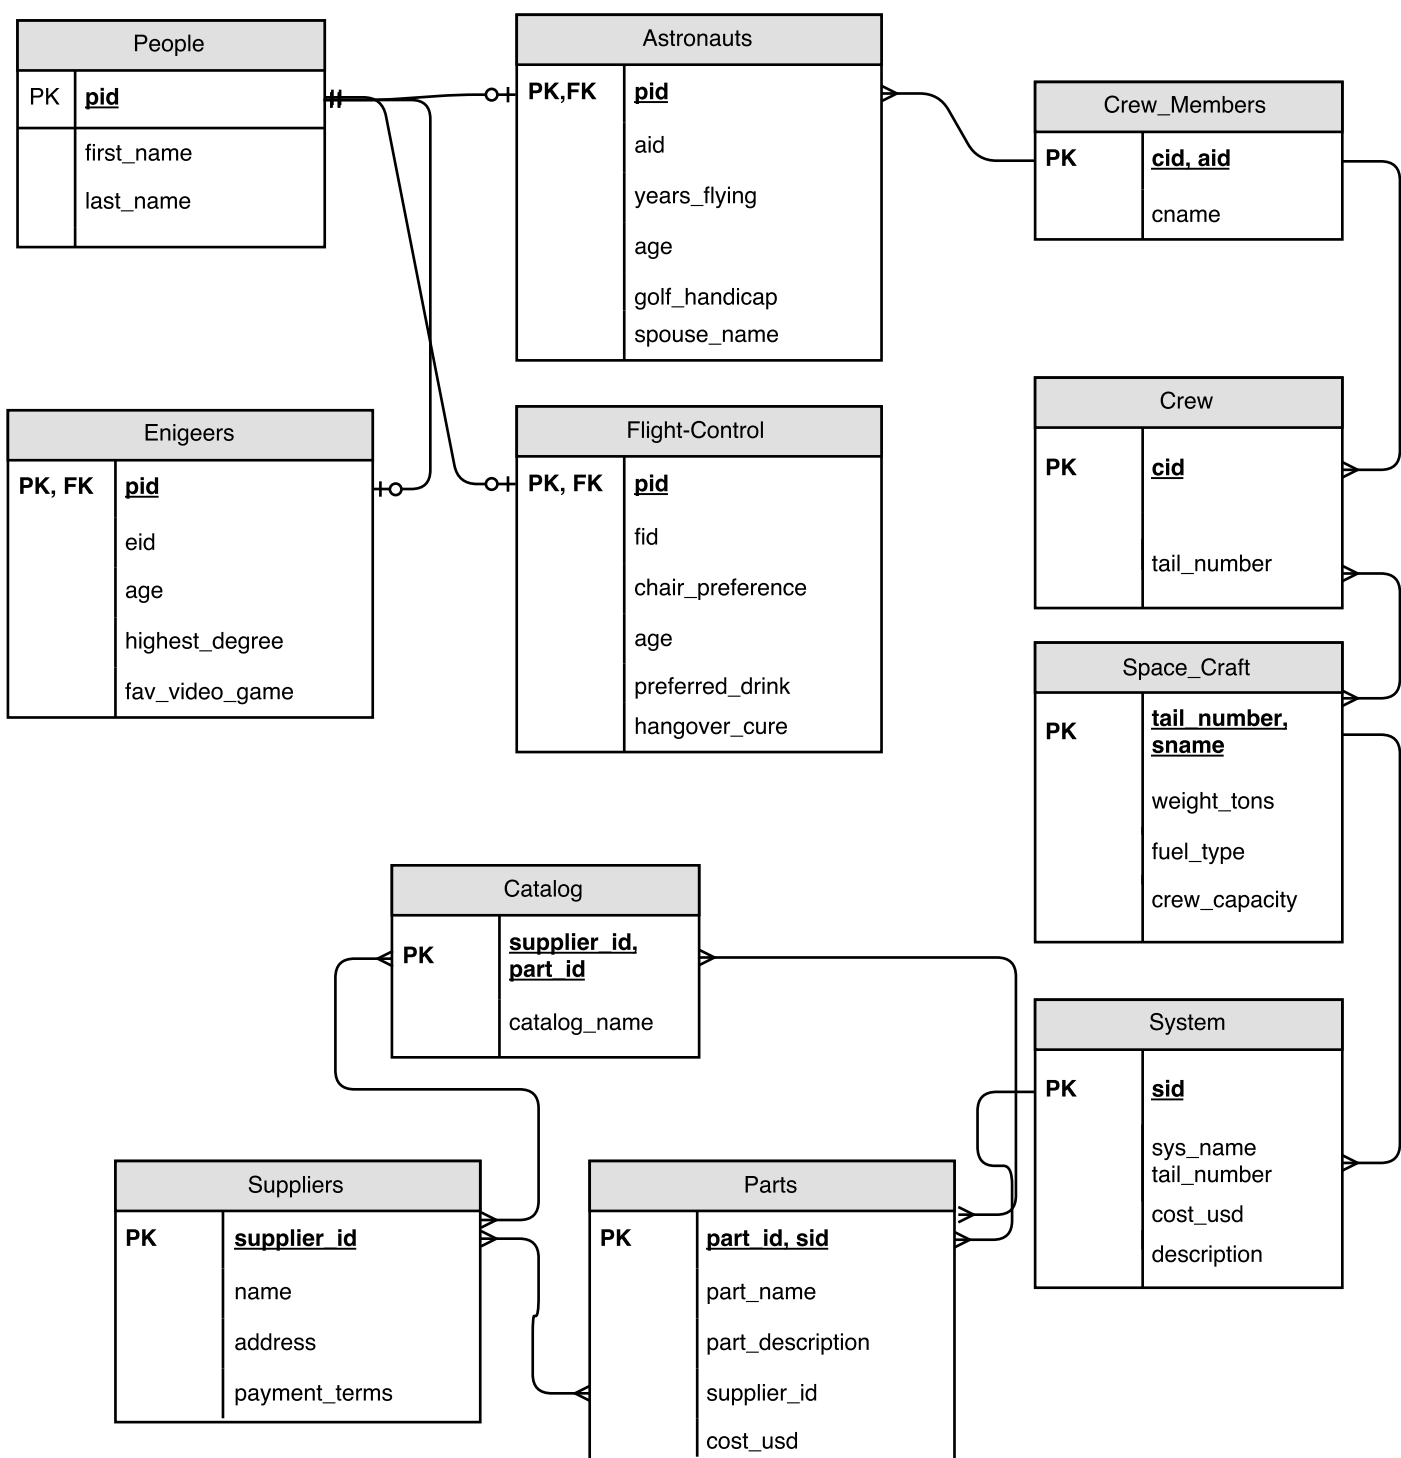 People
PK pid
first_name
last_name
Astronauts
PK,FK pid
aid
years_flying
age
golf_handicap
spouse_name
Crew_Members
PK cid, aid
cname
Enigeers
PK, FK pid
eid
age
highest_degree
fav_video_game
Flight-Control
PK, FK pid
fid
chair_preference
age
preferred_drink
hangover_cure
Crew
PK cid
tail_number
Space_Craft
PK tail_number,
sname
weight_tons
fuel_type
crew_capacity
Catalog
PK supplier_id,
part_id
catalog_name
System
PK sid
sys_name
tail_number
cost_usd
description
Suppliers
PK supplier_id
name
address
payment_terms
Parts
PK part_id, sid
part_name
part_description
supplier_id
cost_usd